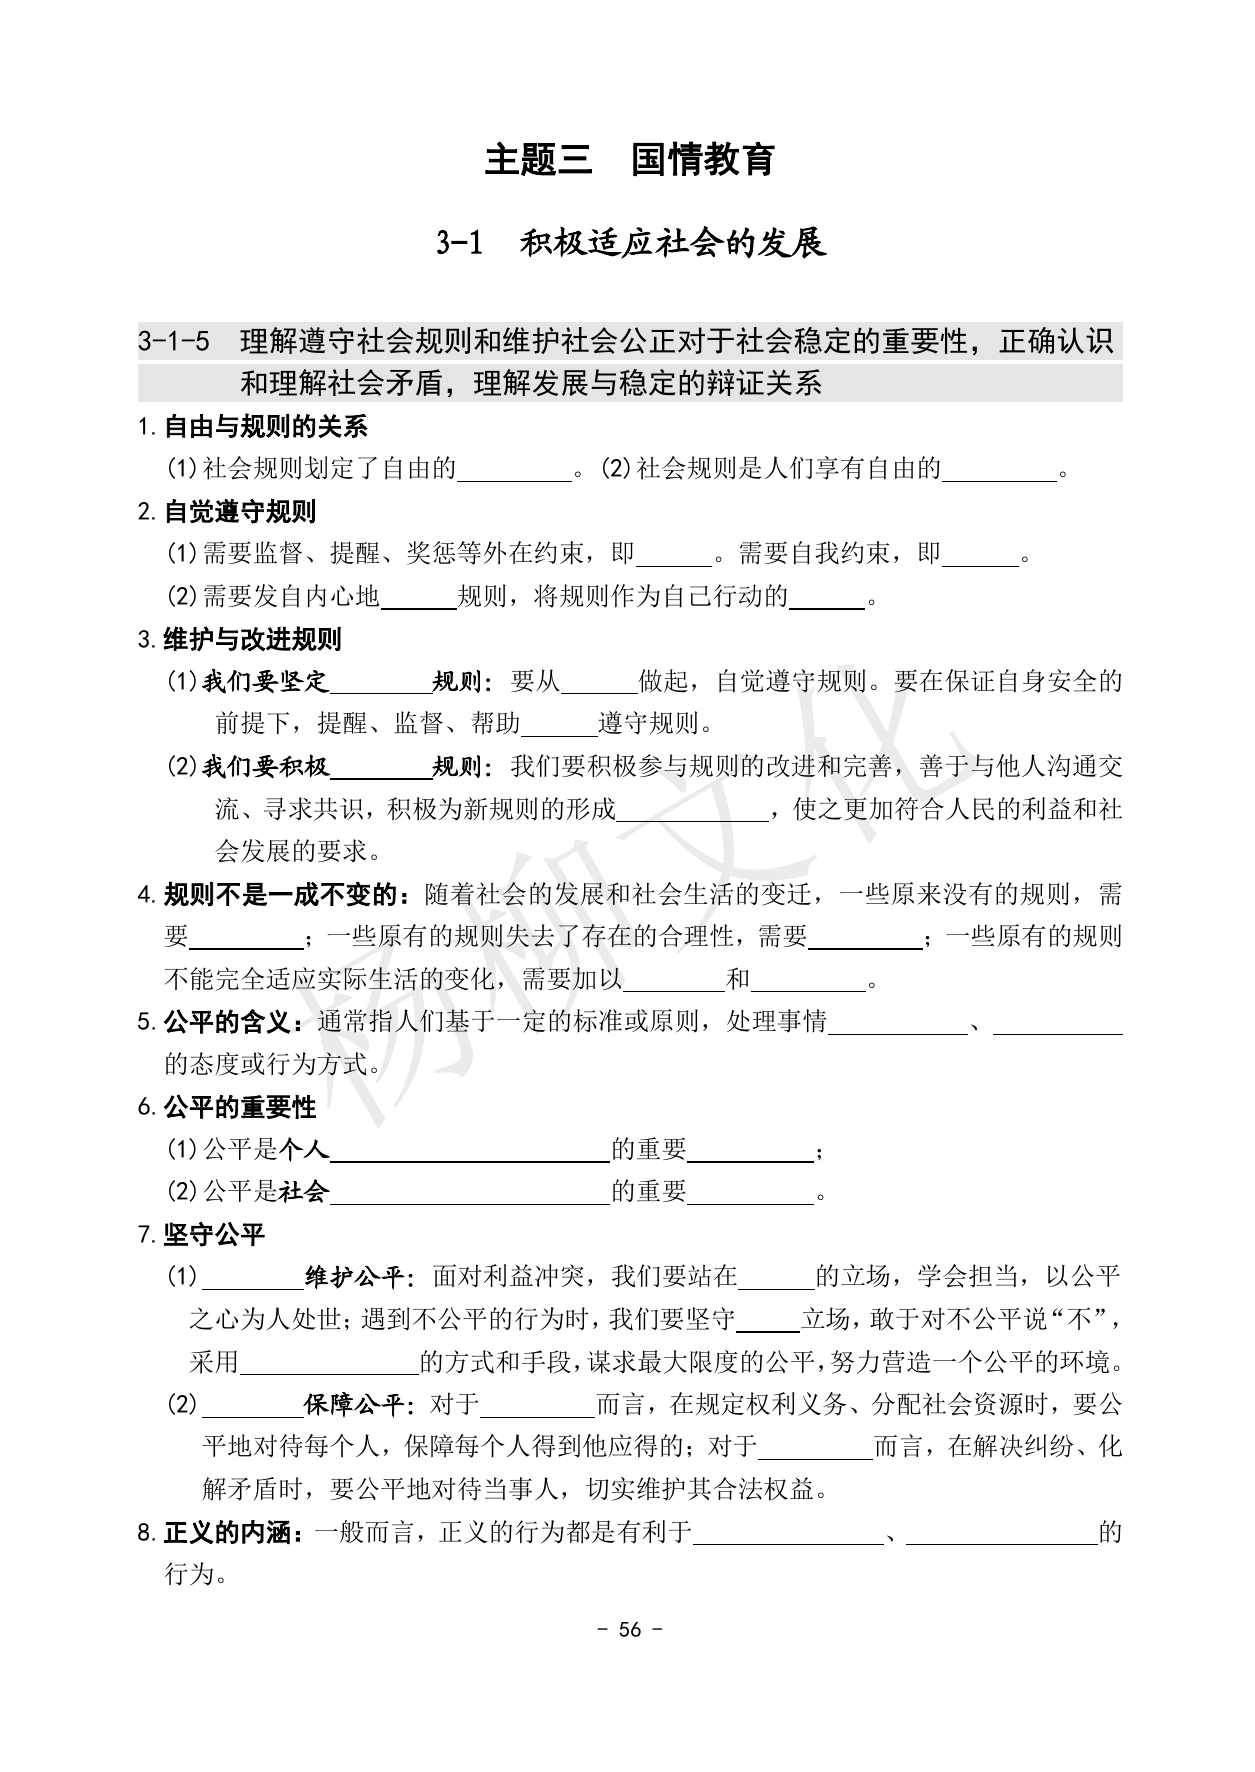 主题三　国情教育
3-1　积极适应社会的发展
3-1-5　理解遵守社会规则和维护社会公正对于社会稳定的重要性，正确认识
和理解社会矛盾，理解发展与稳定的辩证关系
1.自由与规则的关系
(1)社会规则划定了自由的_________。(2)社会规则是人们享有自由的_________。
2.自觉遵守规则
(1)需要监督、提醒、奖惩等外在约束，即______。需要自我约束，即______。
(2)需要发自内心地______规则，将规则作为自己行动的______。
3.维护与改进规则
(1)我们要坚定________规则：要从______做起，自觉遵守规则。要在保证自身安全的
前提下，提醒、监督、帮助______遵守规则。
(2)我们要积极________规则：我们要积极参与规则的改进和完善，善于与他人沟通交
流、寻求共识，积极为新规则的形成____________，使之更加符合人民的利益和社
会发展的要求。
4.规则不是一成不变的：随着社会的发展和社会生活的变迁，一些原来没有的规则，需
要_________；一些原有的规则失去了存在的合理性，需要_________；一些原有的规则
不能完全适应实际生活的变化，需要加以________和_________。
5.公平的含义：通常指人们基于一定的标准或原则，处理事情___________、__________
的态度或行为方式。
6.公平的重要性
(1)公平是个人______________________的重要__________；
(2)公平是社会______________________的重要__________。
7.坚守公平
(1)________维护公平：面对利益冲突，我们要站在______的立场，学会担当，以公平
之心为人处世；遇到不公平的行为时，我们要坚守_____立场，敢于对不公平说“不”，
采用______________的方式和手段，谋求最大限度的公平，努力营造一个公平的环境。
(2)________保障公平：对于_________而言，在规定权利义务、分配社会资源时，要公
平地对待每个人，保障每个人得到他应得的；对于_________而言，在解决纠纷、化
解矛盾时，要公平地对待当事人，切实维护其合法权益。
8.正义的内涵：一般而言，正义的行为都是有利于_______________、_______________的
行为。
- 56 -
杨柳文化